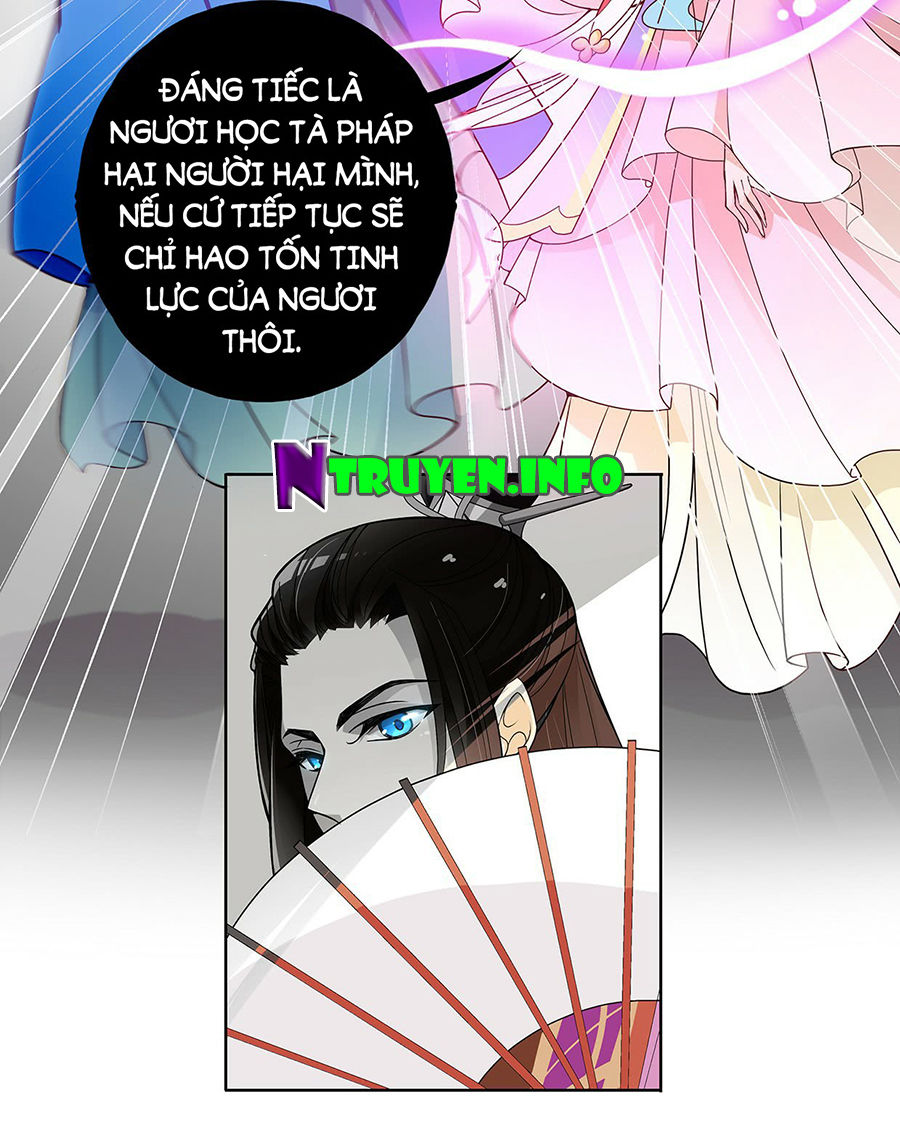 ĐÁNG TIẾC LÀ
NGƯƠI HỌC TÀ PHÁP
HẠI NGƯỜI HẠI MÌNH,
NẾU CỨ TIẾP TỤC SẼ
CHỈ HAO TỐN TINH
LỰC CỦA NGƯƠI
THÔI.
NTRUYEN.INFO